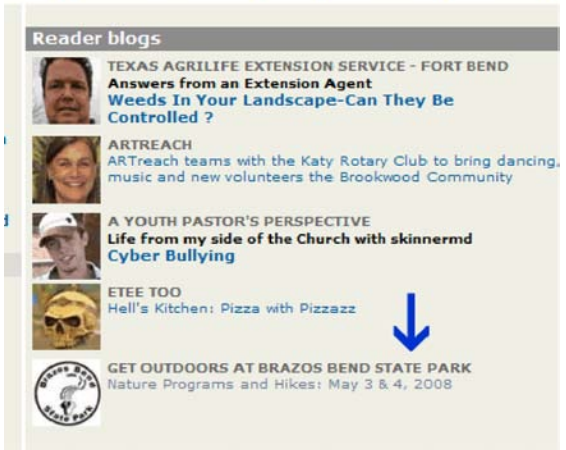 Reader blogs
TEXAS AGRILIFE EXTENSION SERVICE - FORT BEND
Answers from an Extension Agent
Weeds In Your Landscape-Can They Be
Controlled ?
ARTREACH
ARTreach teams with the Katy Rotary Club to bring dancing,
music and new volunteers the Brookwood Community
A YOUTH PASTOR'S PERSPECTIVE
Life from my side of the Church with skinnermd
Cyber Bullying
ETEE TOO
Hell's Kitchen: Pizza with Pizzazz
GET OUTDOORS AT BRAZOS BEND STATE PARK
Nature Programs and Hikes: May 3 & 4, 2008
Brazos Bend
State Park